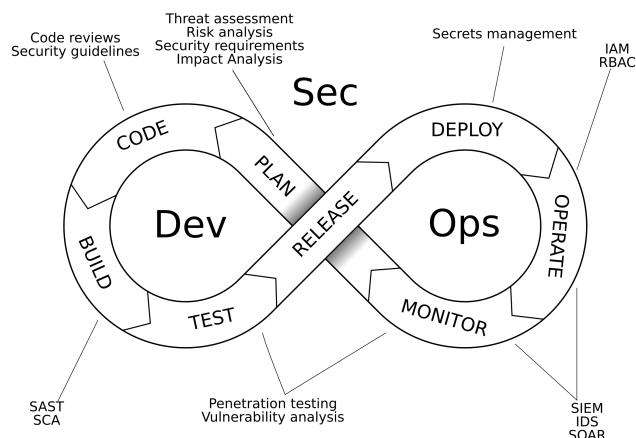 Threat assessment
Risk analysis
Security requirements
Impact Analysis
Code reviews
Security guidelines
Secrets management
IAM
RBAC
Sec
CODE
PLAN
DEPLOY
Dev
RELEASE
Ops
OPERATE
BUILD
TEST
MONITOR
SAST
SCA
Penetration testing
Vulnerability analysis
SIEM
IDS
SOAR